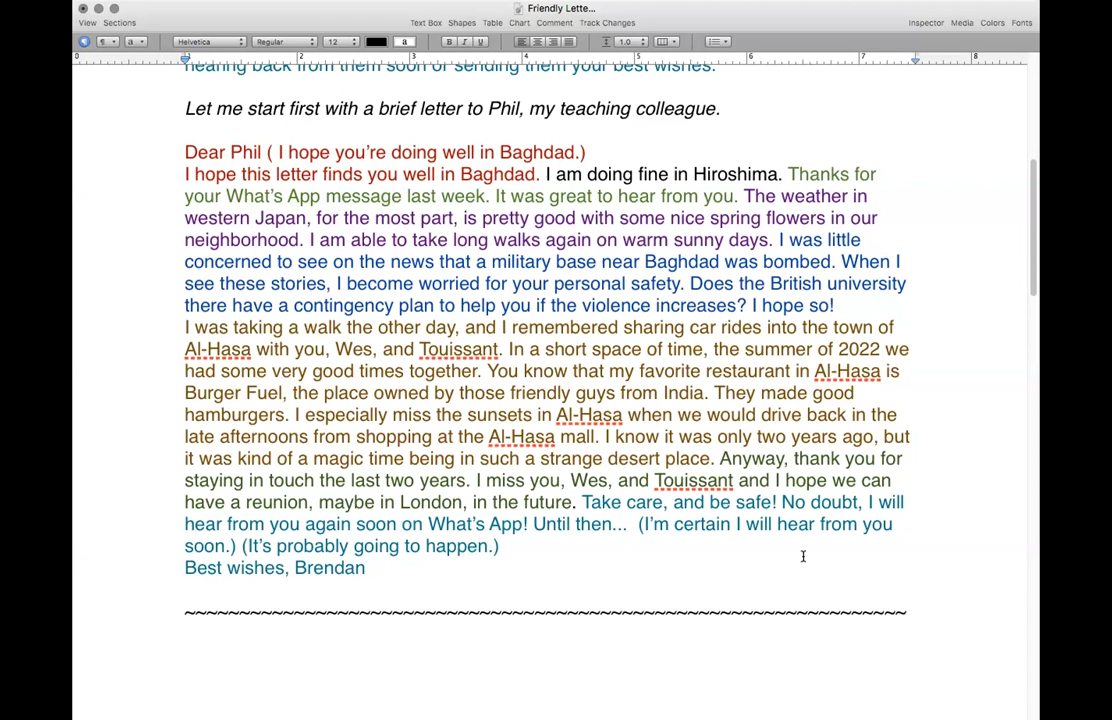 Friendly Lette...
View Sections Text Box Shapes Table Chart Comment Track Changes Inspector Media Colors Fonts
¶ a Helvetica Regular 12 a B I U 1.0
0 1 2 3 4 5 6 7 8
hearing back from them soon or sending them your best wishes.
Let me start first with a brief letter to Phil, my teaching colleague.
Dear Phil ( I hope you're doing well in Baghdad.)
I hope this letter finds you well in Baghdad. I am doing fine in Hiroshima. Thanks for
your What's App message last week. It was great to hear from you. The weather in
western Japan, for the most part, is pretty good with some nice spring flowers in our
neighborhood. I am able to take long walks again on warm sunny days. I was little
concerned to see on the news that a military base near Baghdad was bombed. When I
see these stories, I become worried for your personal safety. Does the British university
there have a contingency plan to help you if the violence increases? I hope so!
I was taking a walk the other day, and I remembered sharing car rides into the town of
Al-Hasa with you, Wes, and Touissant. In a short space of time, the summer of 2022 we
had some very good times together. You know that my favorite restaurant in Al-Hasa is
Burger Fuel, the place owned by those friendly guys from India. They made good
hamburgers. I especially miss the sunsets in Al-Hasa when we would drive back in the
late afternoons from shopping at the Al-Hasa mall. I know it was only two years ago, but
it was kind of a magic time being in such a strange desert place. Anyway, thank you for
staying in touch the last two years. I miss you, Wes, and Touissant and I hope we can
have a reunion, maybe in London, in the future. Take care, and be safe! No doubt, I will
hear from you again soon on What's App! Until then... (I'm certain I will hear from you
soon.) (It's probably going to happen.)
Best wishes, Brendan
~~~~~~~~~~~~~~~~~~~~~~~~~~~~~~~~~~~~~~~~~~~~~~~~~~~~~~~~~~~~~~~~~~